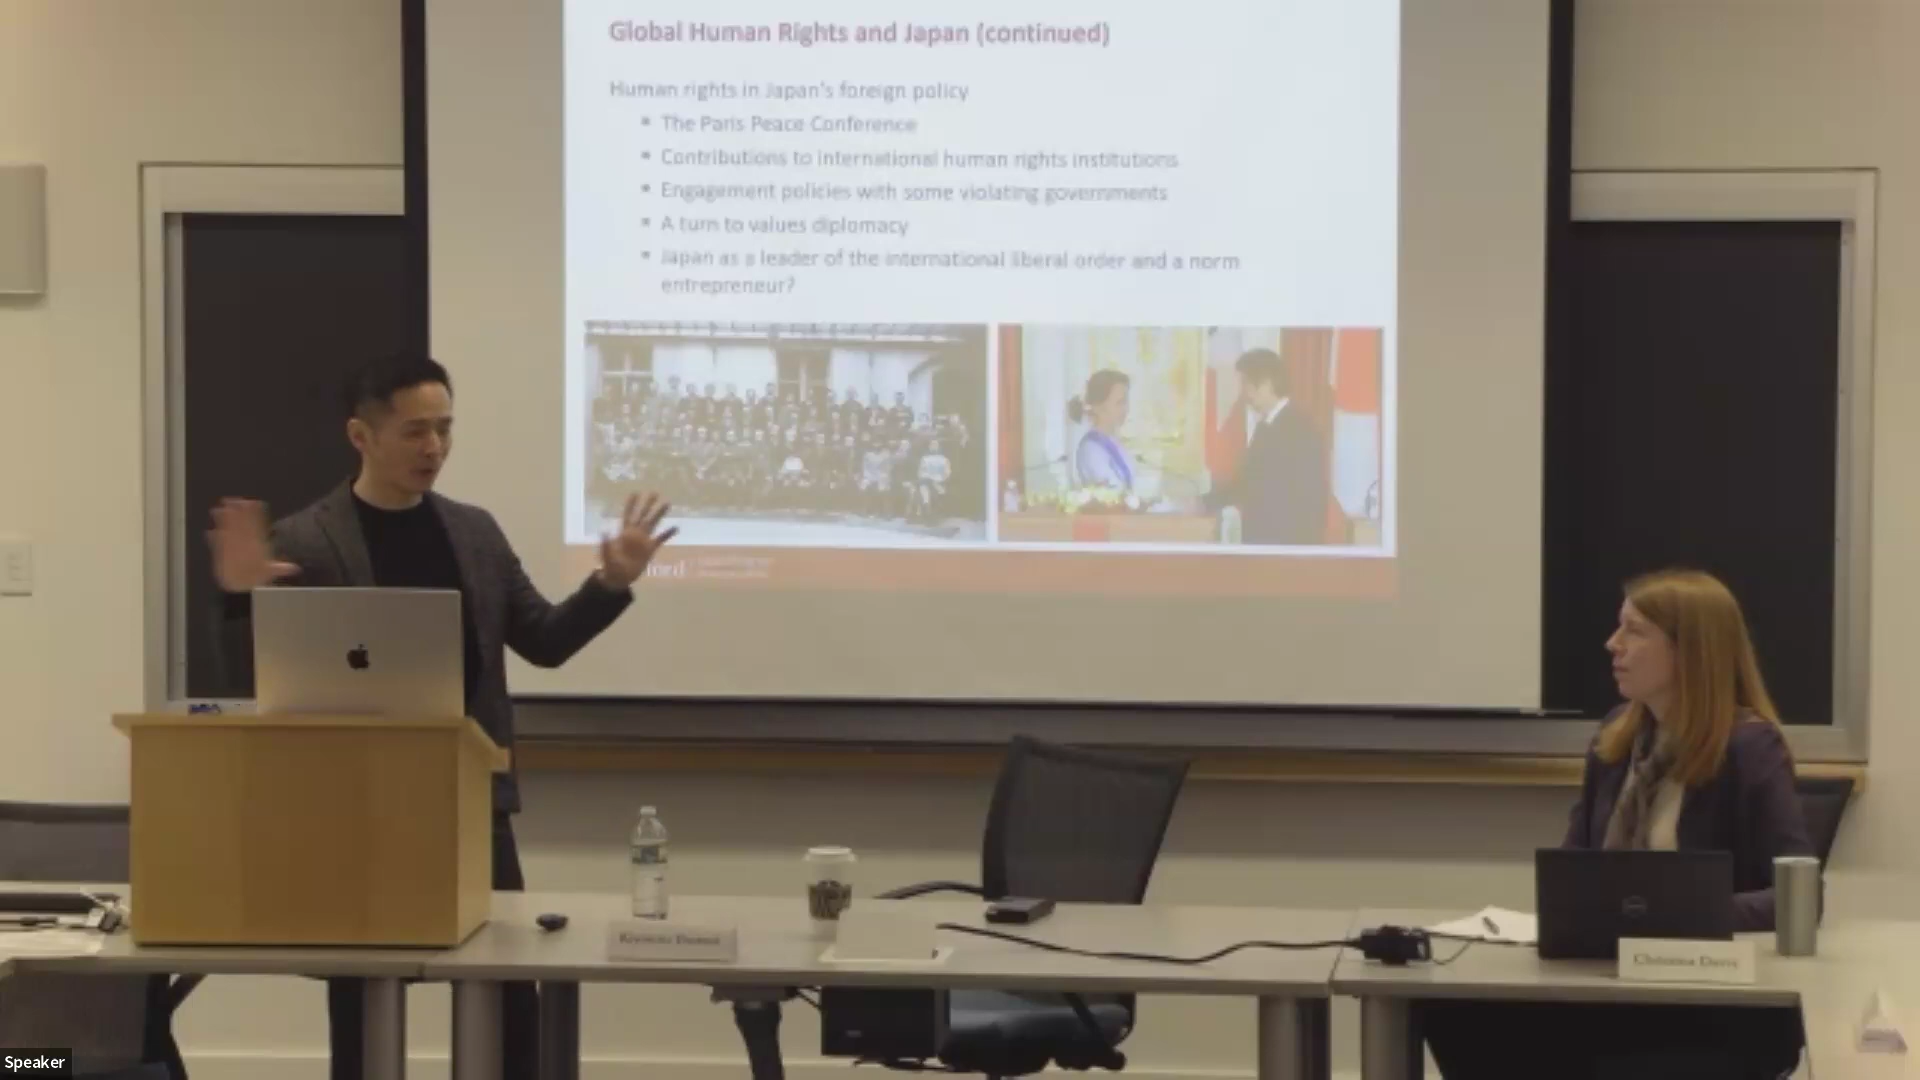 Global Human Rights and Japan (continued)
Human rights in Japan's foreign policy
▪ The Paris Peace Conference
▪ Contributions to international human rights institutions
▪ Engagement policies with some violating governments
▪ A turn to values diplomacy
▪ Japan as a leader of the international liberal order and a norm
entrepreneur?
Speaker